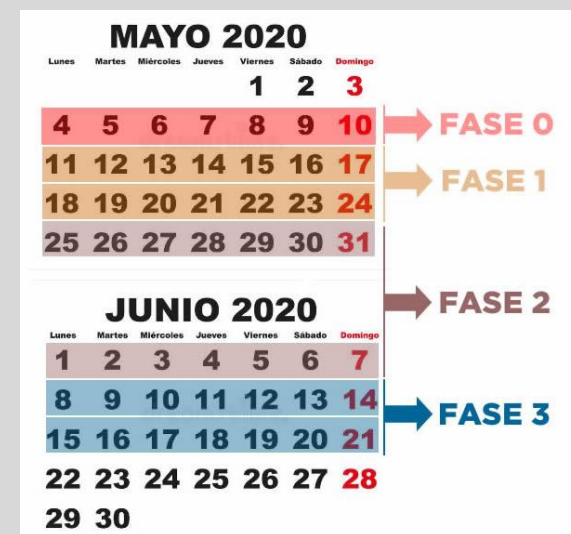 MAYO 2020
Lunes Martes Miércoles Jueves Viernes Sábado Domingo
1 2 3
4 5 6 7 8 9 10
FASE 0
11 12 13 14 15 16 17
FASE 1
18 19 20 21 22 23 24
25 26 27 28 29 30 31
FASE 2
JUNIO 2020
Lunes Martes Miércoles Jueves Viernes Sábado Domingo
1 2 3 4 5 6 7
8 9 10 11 12 13 14
FASE 3
15 16 17 18 19 20 21
22 23 24 25 26 27 28
29 30